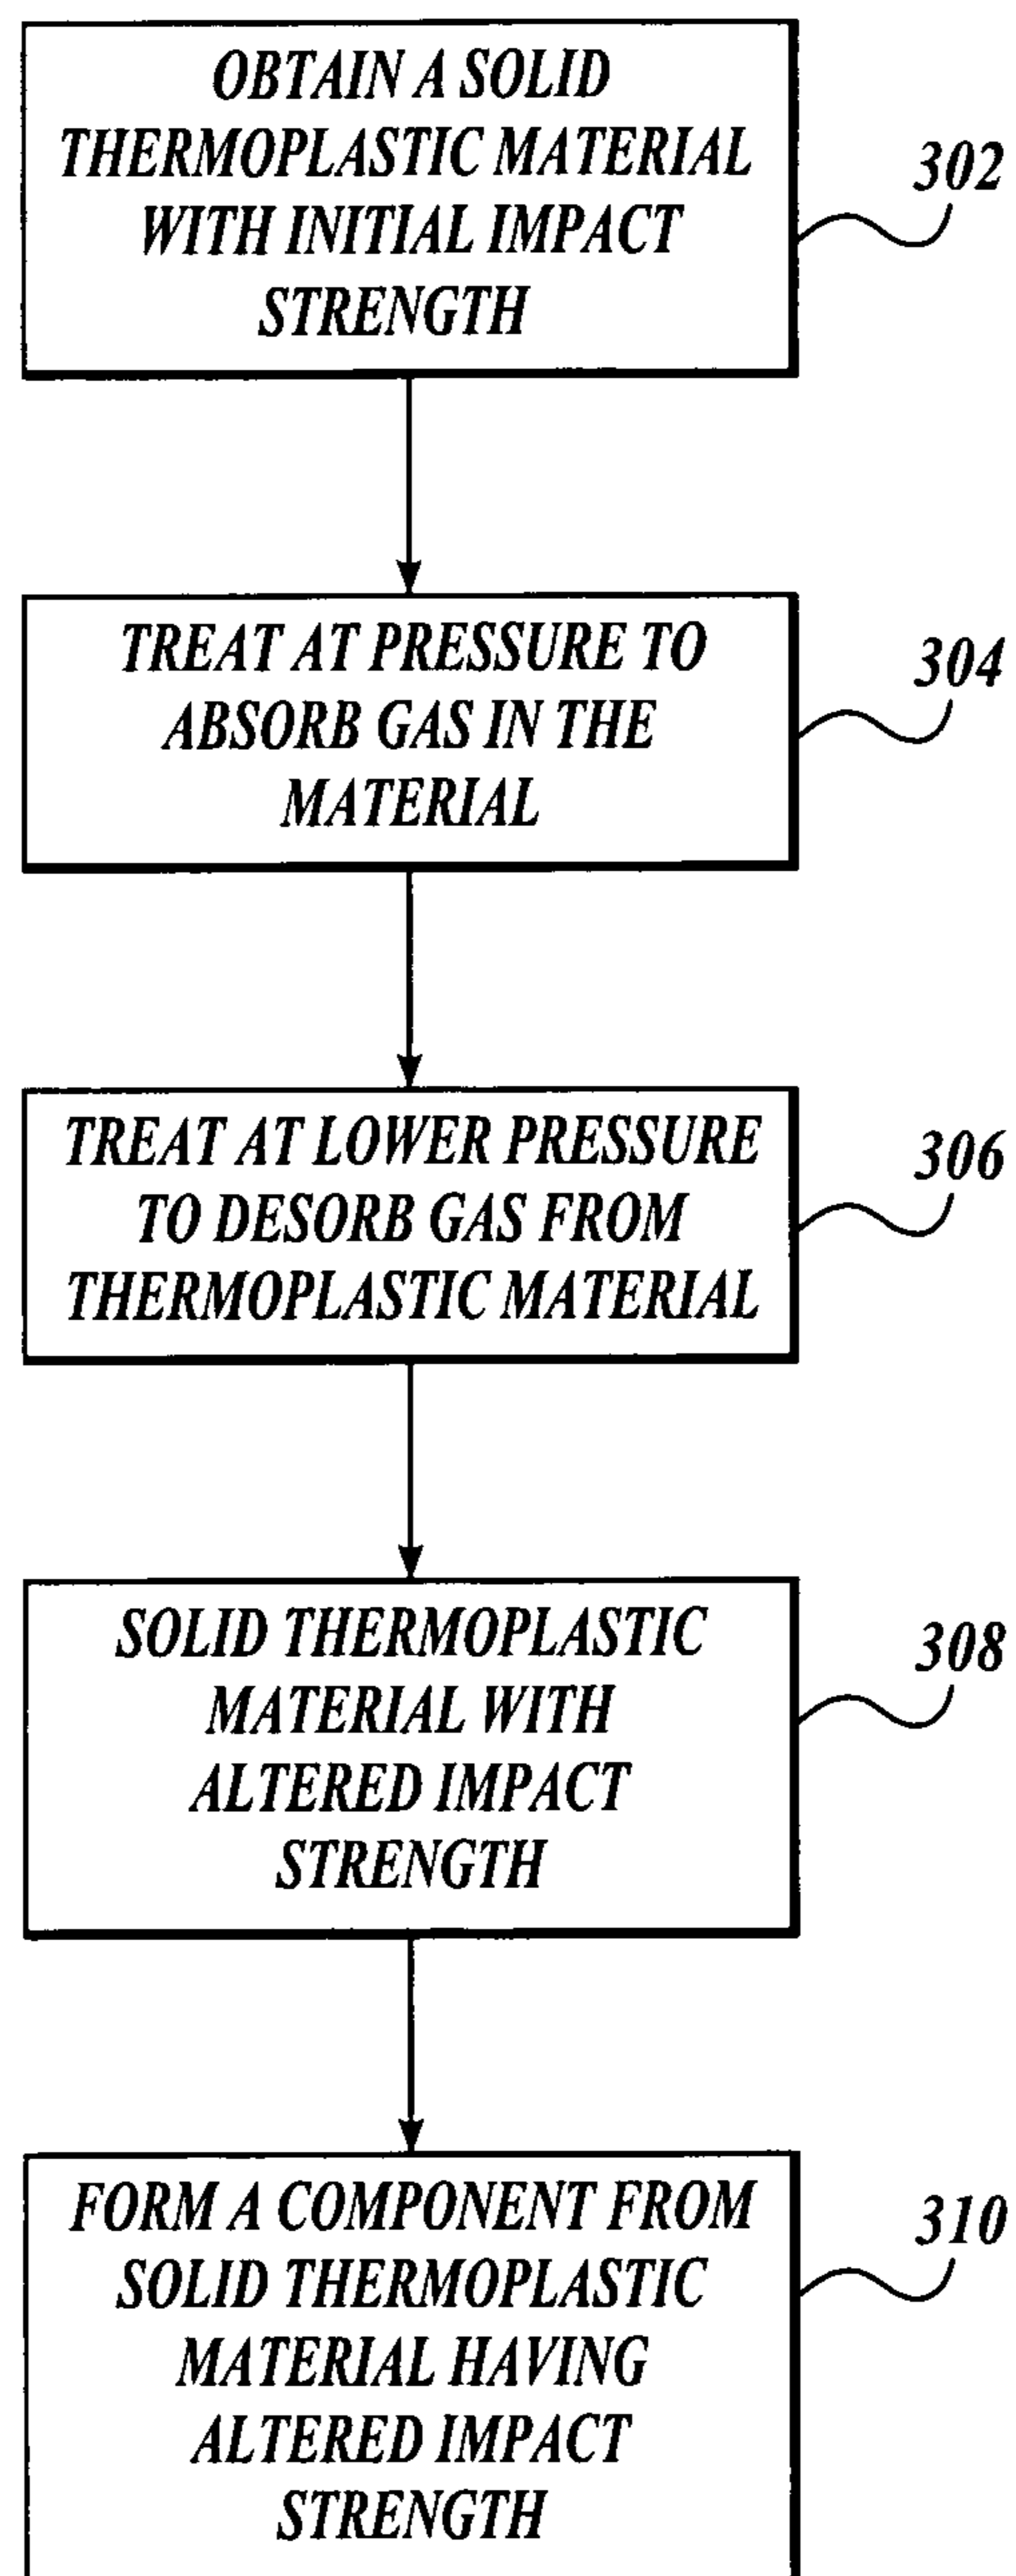 OBTAIN A SOLID
THERMOPLASTIC MATERIAL
WITH INITIAL IMPACT
STRENGTH
302
TREAT AT PRESSURE TO
ABSORB GAS IN THE
MATERIAL
304
TREAT AT LOWER PRESSURE
TO DESORB GAS FROM
THERMOPLASTIC MATERIAL
306
SOLID THERMOPLASTIC
MATERIAL WITH
ALTERED IMPACT
STRENGTH
308
FORM A COMPONENT FROM
SOLID THERMOPLASTIC
MATERIAL HAVING
ALTERED IMPACT
STRENGTH
310